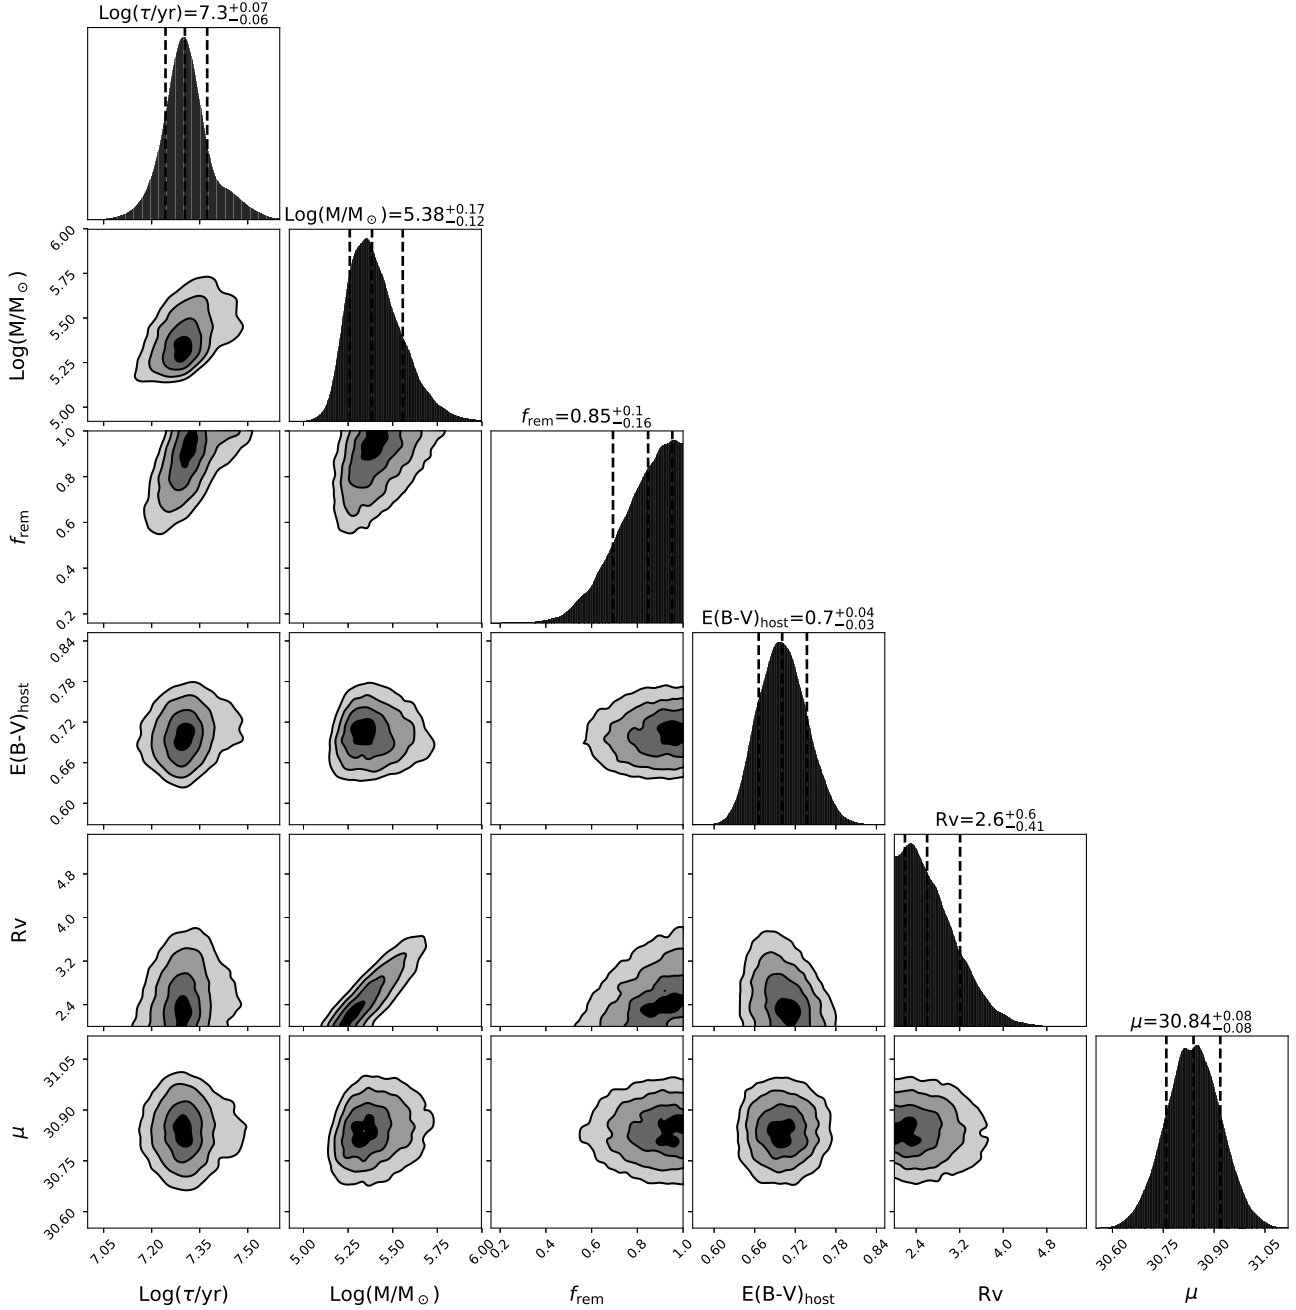 Log(τ/yr)=7.3+0.07−0.06
Log(M/M⊙)=5.38+0.17−0.12
6.00
5.75
5.50
5.25
5.00
Log(M/M⊙)
frem=0.85+0.1−0.16
1.0
0.8
0.6
0.4
0.2
frem
E(B-V)host=0.7+0.04−0.03
0.84
0.78
0.72
0.66
0.60
E(B-V)host
Rv=2.6+0.6−0.41
4.8
4.0
3.2
2.4
Rv
μ=30.84+0.08−0.08
31.05
30.90
30.75
30.60
μ
7.05 7.20 7.35 7.50
5.00 5.25 5.50 5.75 6.00
0.2 0.4 0.6 0.8 1.0
0.60 0.66 0.72 0.78 0.84
2.4 3.2 4.0 4.8
30.60 30.75 30.90 31.05
Log(τ/yr) Log(M/M⊙) frem E(B-V)host Rv μ